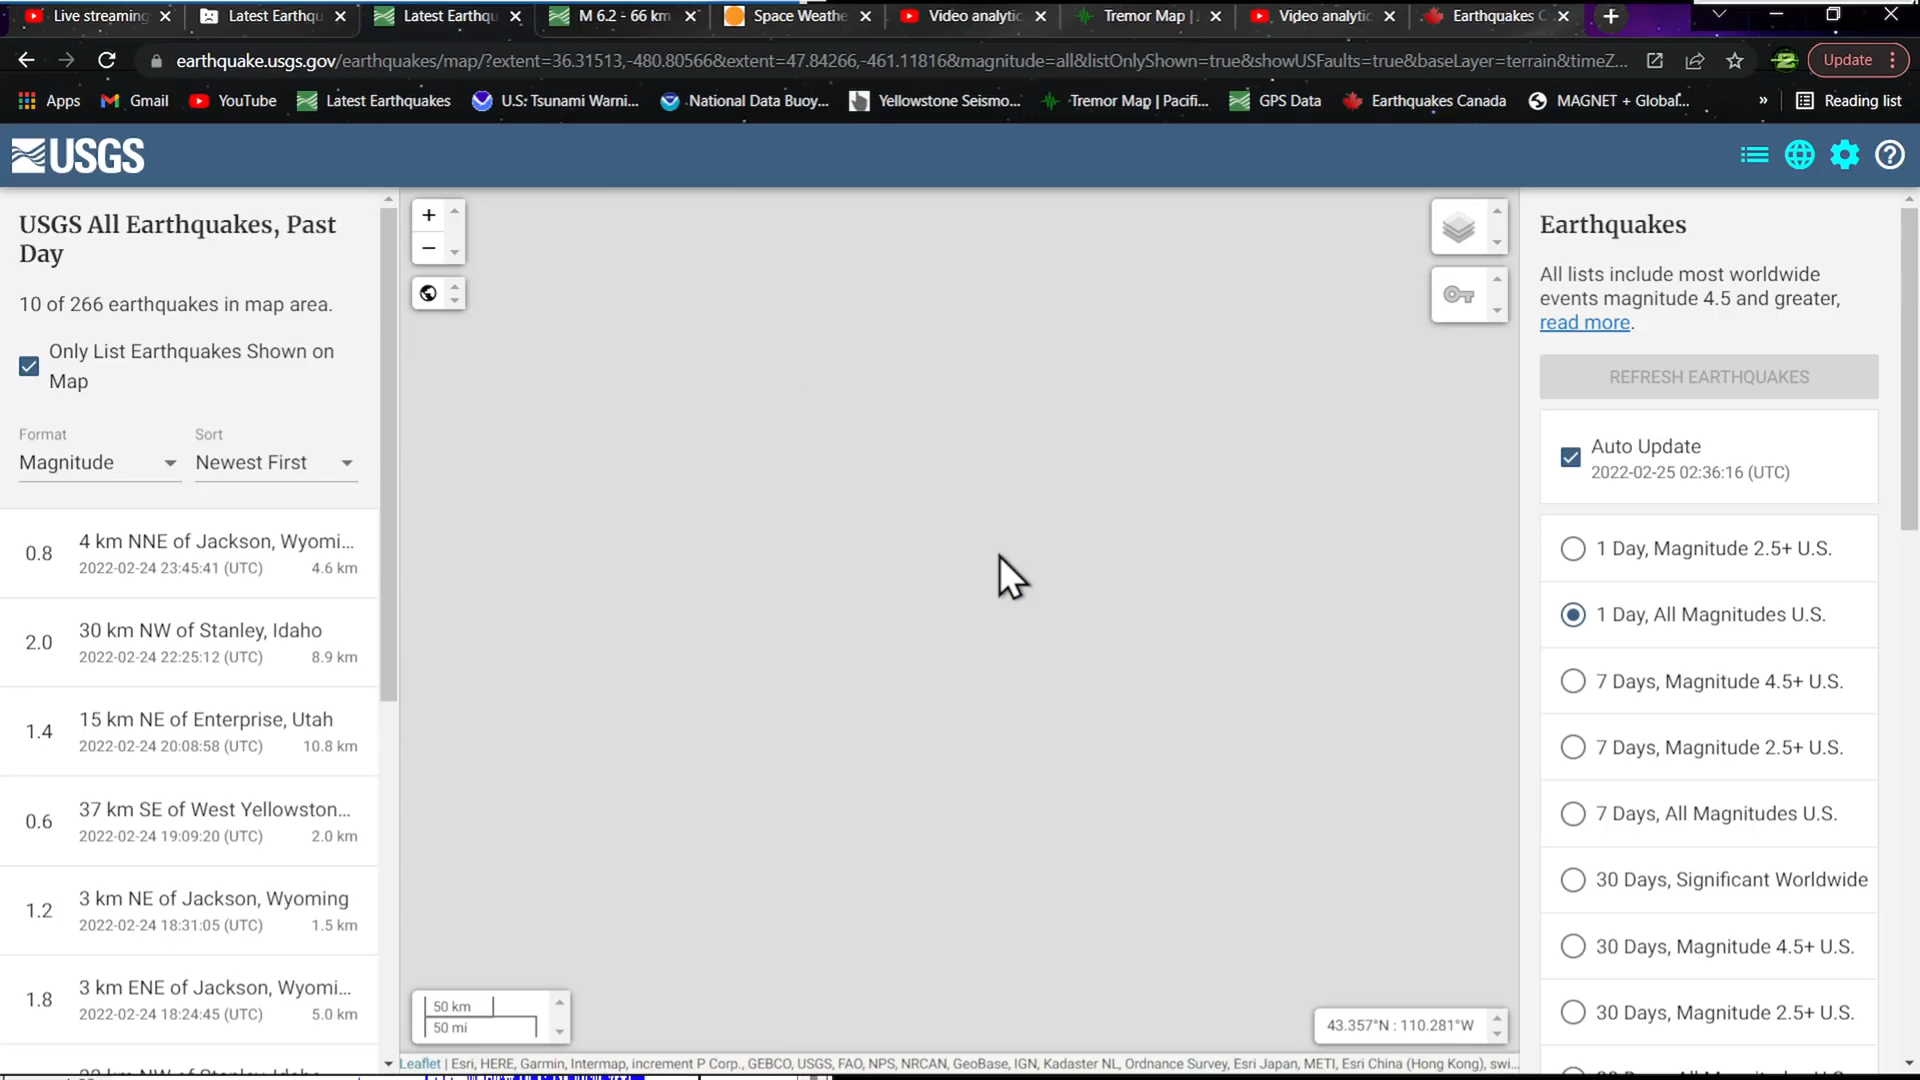 Live streaming
Latest Earthqu
Latest Earthqu
M 6.2 - 66 km
Space Weathe
Video analytic
Tremor Map |
Video analytic
Earthquakes C
earthquake.usgs.gov/earthquakes/map/?extent=36.31513,-480.80566&extent=47.84266,-461.11816&magnitude=all&listOnlyShown=true&showUSFaults=true&baseLayer=terrain&timeZ...
Update
Apps
Gmail
YouTube
Latest Earthquakes
U.S: Tsunami Warni...
National Data Buoy...
Yellowstone Seismo...
Tremor Map | Pacifi...
GPS Data
Earthquakes Canada
MAGNET + Global...
»
Reading list
USGS
USGS All Earthquakes, Past
Day
10 of 266 earthquakes in map area.
Only List Earthquakes Shown on
Map
Format
Sort
Magnitude
Newest First
0.8
4 km NNE of Jackson, Wyomi...
2022-02-24 23:45:41 (UTC)
4.6 km
2.0
30 km NW of Stanley, Idaho
2022-02-24 22:25:12 (UTC)
8.9 km
1.4
15 km NE of Enterprise, Utah
2022-02-24 20:08:58 (UTC)
10.8 km
0.6
37 km SE of West Yellowston...
2022-02-24 19:09:20 (UTC)
2.0 km
1.2
3 km NE of Jackson, Wyoming
2022-02-24 18:31:05 (UTC)
1.5 km
1.8
3 km ENE of Jackson, Wyomi...
2022-02-24 18:24:45 (UTC)
5.0 km
+
−
50 km
50 mi
43.357°N : 110.281°W
Leaflet | Esri, HERE, Garmin, Intermap, increment P Corp., GEBCO, USGS, FAO, NPS, NRCAN, GeoBase, IGN, Kadaster NL, Ordnance Survey, Esri Japan, METI, Esri China (Hong Kong), swi...
Earthquakes
All lists include most worldwide
events magnitude 4.5 and greater,
read more.
REFRESH EARTHQUAKES
Auto Update
2022-02-25 02:36:16 (UTC)
1 Day, Magnitude 2.5+ U.S.
1 Day, All Magnitudes U.S.
7 Days, Magnitude 4.5+ U.S.
7 Days, Magnitude 2.5+ U.S.
7 Days, All Magnitudes U.S.
30 Days, Significant Worldwide
30 Days, Magnitude 4.5+ U.S.
30 Days, Magnitude 2.5+ U.S.